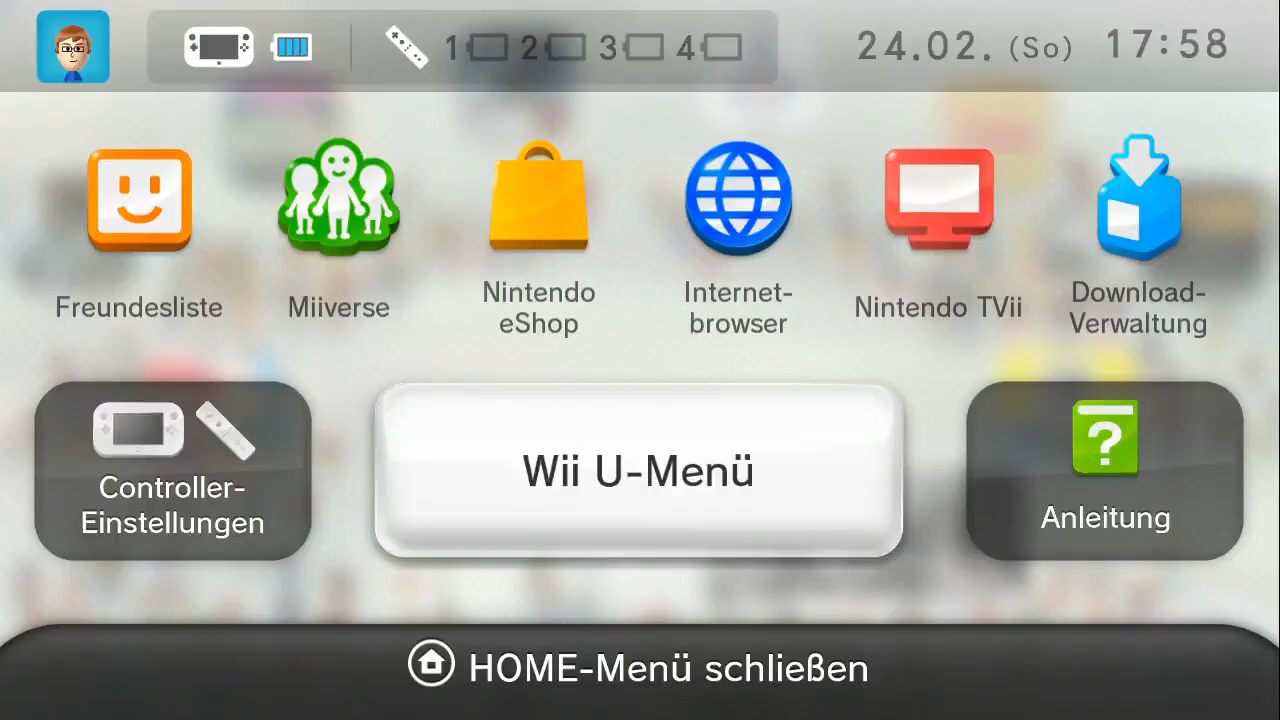 1 2 3 4
24.02. (So) 17:58
Freundesliste
Miiverse
Nintendo
eShop
Internet-
browser
Nintendo TVii
Download-
Verwaltung
Controller-
Einstellungen
Wii U-Menü
?
Anleitung
HOME-Menü schließen